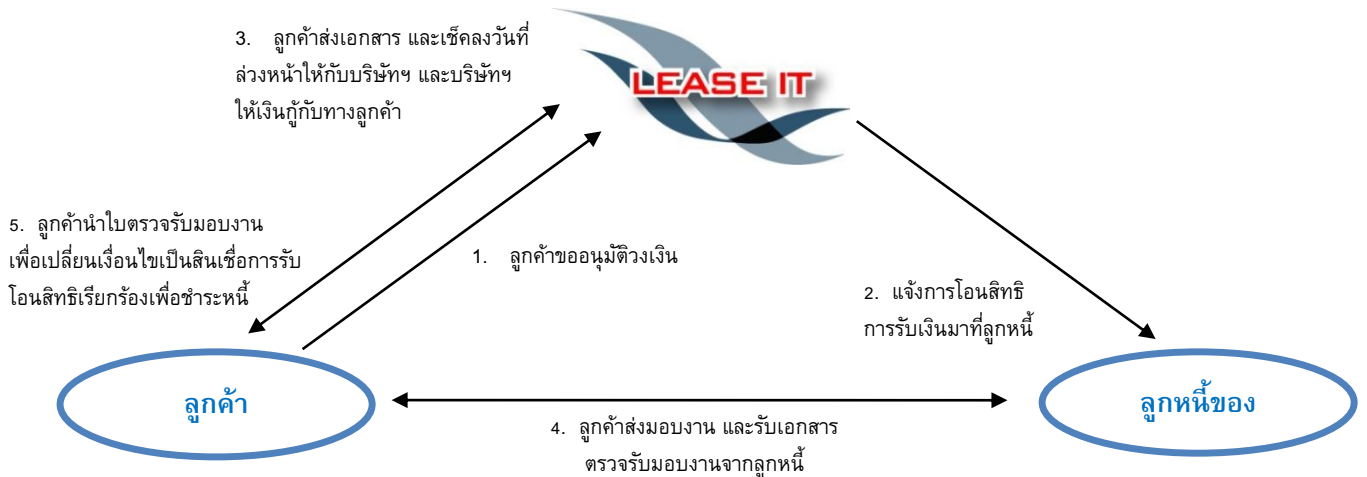 3. ลูกค้าส่งเอกสาร และเช็คลงวันที่
ล่วงหน้าให้กับบริษัทฯ และบริษัทฯ
ให้เงินกู้กับทางลูกค้า
LEASE IT
5. ลูกค้านำใบตรวจรับมอบงาน
เพื่อเปลี่ยนเงื่อนไขเป็นสินเชื่อการรับ
โอนสิทธิเรียกร้องเพื่อชำระหนี้
1. ลูกค้าขออนุมัติวงเงิน
2. แจ้งการโอนสิทธิ
การรับเงินมาที่ลูกหนี้
ลูกค้า
ลูกหนี้ของ
4. ลูกค้าส่งมอบงาน และรับเอกสาร
ตรวจรับมอบงานจากลูกหนี้